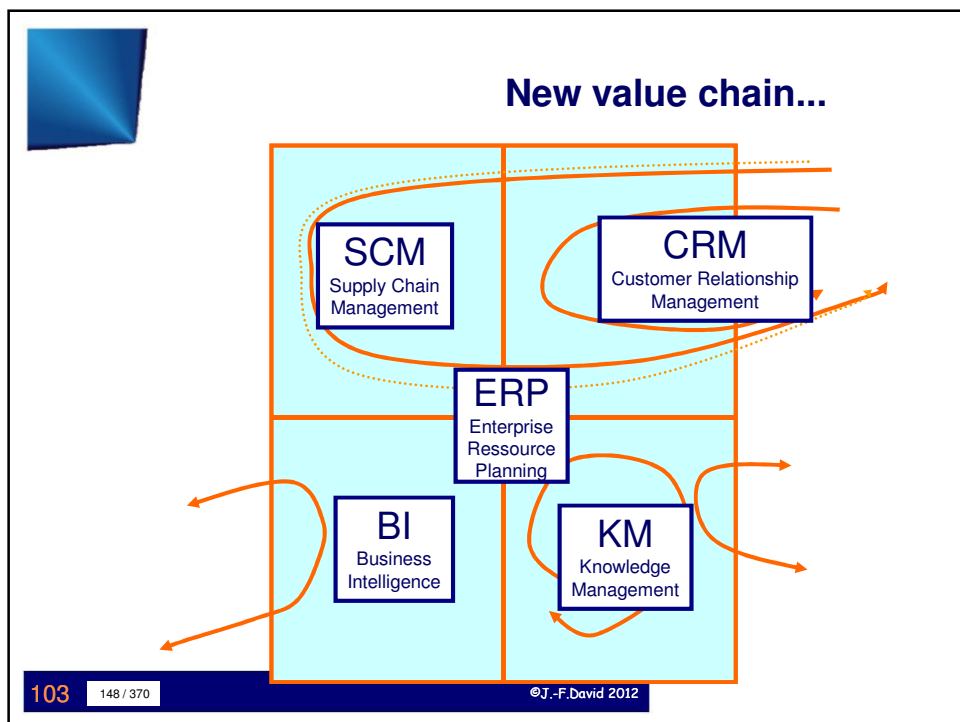 New value chain...
SCM
Supply Chain
Management
CRM
Customer Relationship
Management
ERP
Enterprise
Ressource
Planning
BI
Business
Intelligence
KM
Knowledge
Management
103
148 / 370
©J.-F.David 2012